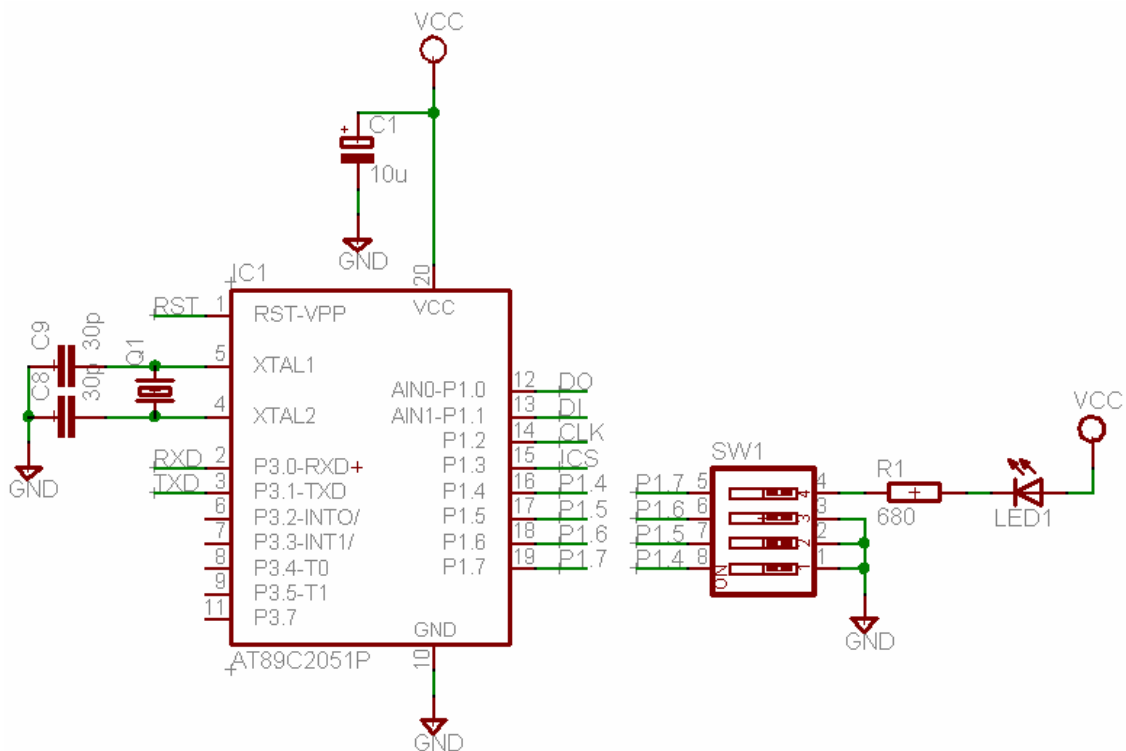 VCC
+ C1
10u
GND
IC1
20
VCC
RST 1 RST-VPP
C9 30p
Q1
5 XTAL1
C8 30p
4 XTAL2
GND
RXD 2 P3.0-RXD+
TXD 3 P3.1-TXD
6 P3.2-INTO/
7 P3.3-INT1/
8 P3.4-T0
9 P3.5-T1
11 P3.7
AIN0-P1.0 12 DO
AIN1-P1.1 13 DI
P1.2 14 CLK
P1.3 15 ICS
P1.4 16 P1.4
P1.5 17 P1.5
P1.6 18 P1.6
P1.7 19 P1.7
GND
10
AT89C2051P
GND
SW1
P1.7 5 4 4
P1.6 6 3 3
P1.5 7 2 2
P1.4 8 1 1
ON
GND
R1
680
LED1
VCC